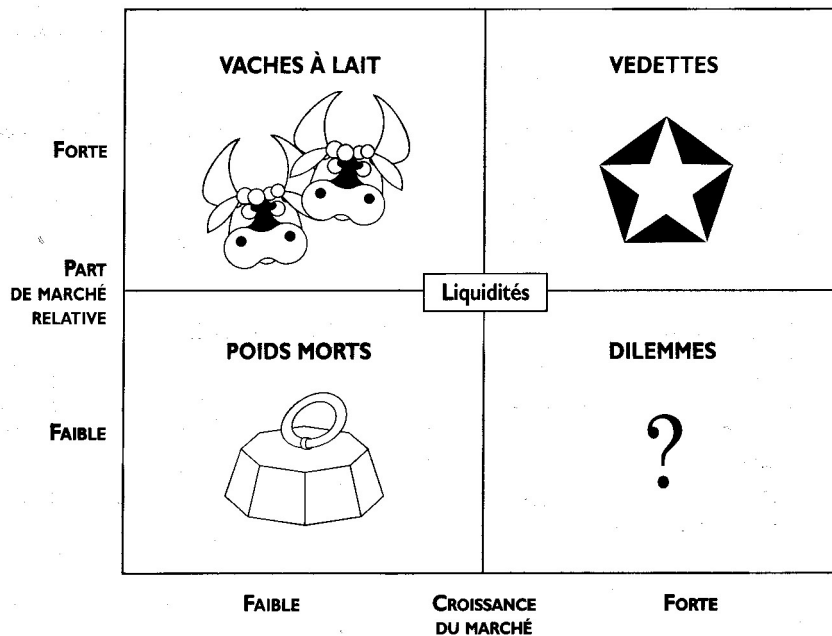 VACHES À LAIT
VEDETTES
FORTE
PART
DE MARCHÉ
RELATIVE
Liquidités
POIDS MORTS
DILEMMES
FAIBLE
?
FAIBLE
CROISSANCE
DU MARCHÉ
FORTE